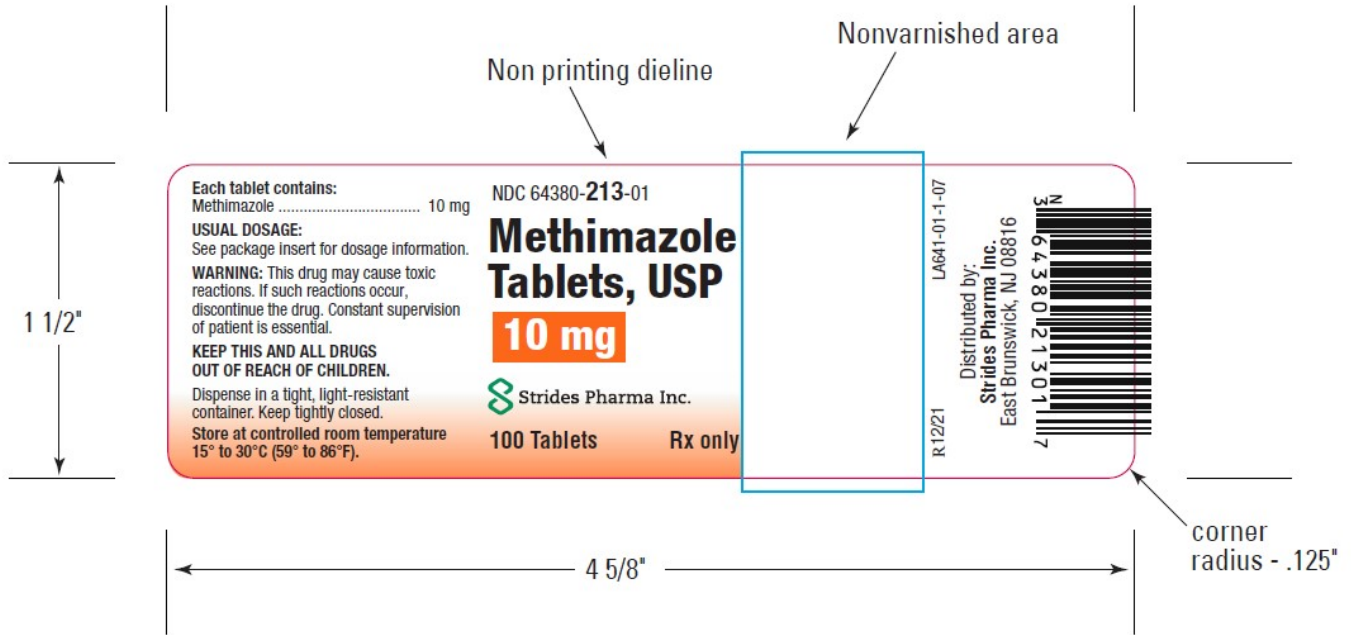 Nonvarnished area
Non printing dieline
Each tablet contains:
Methimazole .................................. 10 mg
USUAL DOSAGE:
See package insert for dosage information.
WARNING: This drug may cause toxic
reactions. If such reactions occur,
discontinue the drug. Constant supervision
of patient is essential.
KEEP THIS AND ALL DRUGS
OUT OF REACH OF CHILDREN.
Dispense in a tight, light-resistant
container. Keep tightly closed.
Store at controlled room temperature
15° to 30°C (59° to 86°F).
NDC 64380-213-01
Methimazole
Tablets, USP
10 mg
Strides Pharma Inc.
100 Tablets Rx only
R 12/21 LA641-01-1-07
Distributed by:
Strides Pharma Inc.
East Brunswick, NJ 08816
N
3 64380 21301 7
1 1/2"
4 5/8"
corner
radius - .125"